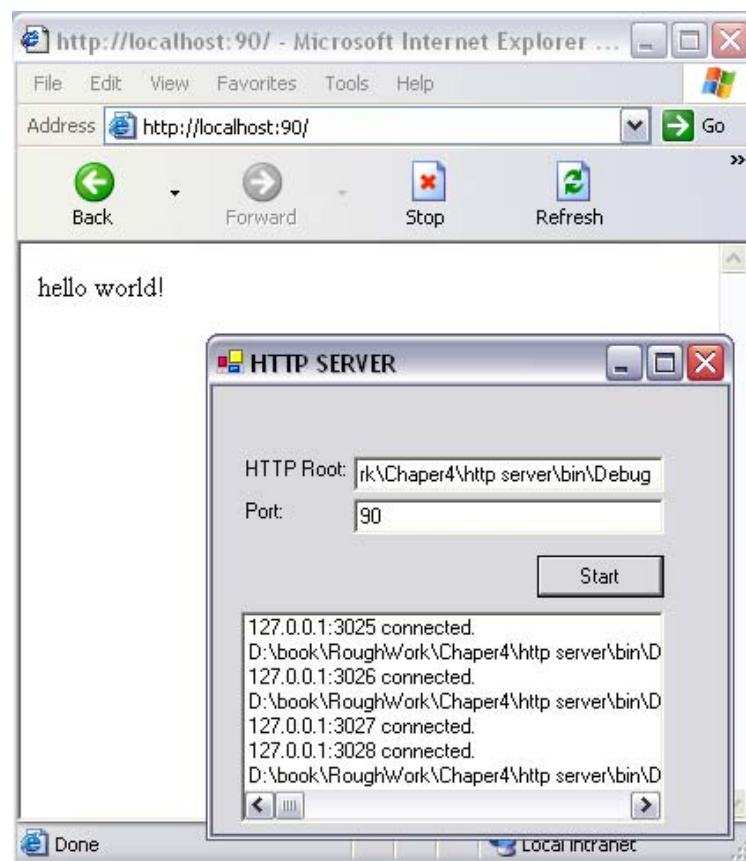 http://localhost:90/ - Microsoft Internet Explorer ...
File Edit View Favorites Tools Help
Address http://localhost:90/ Go
Back Forward Stop Refresh »
hello world!
HTTP SERVER
HTTP Root: rk\Chaper4\http server\bin\Debug
Port: 90
Start
127.0.0.1:3025 connected.
D:\book\RoughWork\Chaper4\http server\bin\D
127.0.0.1:3026 connected.
D:\book\RoughWork\Chaper4\http server\bin\D
127.0.0.1:3027 connected.
127.0.0.1:3028 connected.
D:\book\RoughWork\Chaper4\http server\bin\D
Done Local intranet